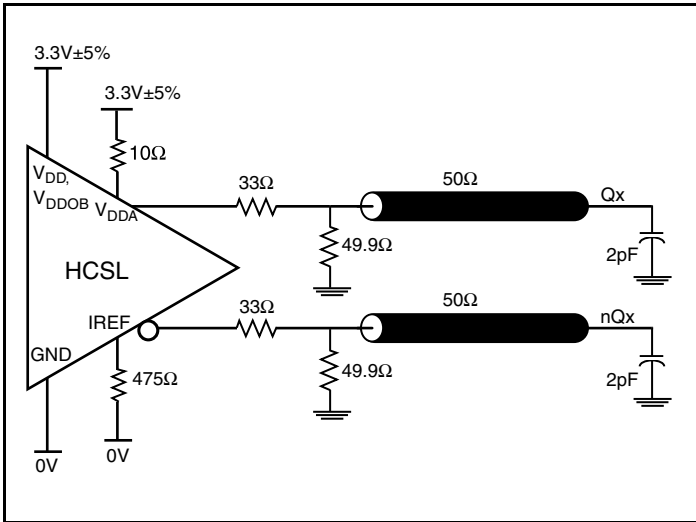 3.3V±5%
3.3V±5%
10Ω
V_DD,
V_DDOB
V_DDA
33Ω
50Ω
Qx
49.9Ω
2pF
HCSL
IREF
33Ω
50Ω
nQx
GND
475Ω
49.9Ω
2pF
0V
0V